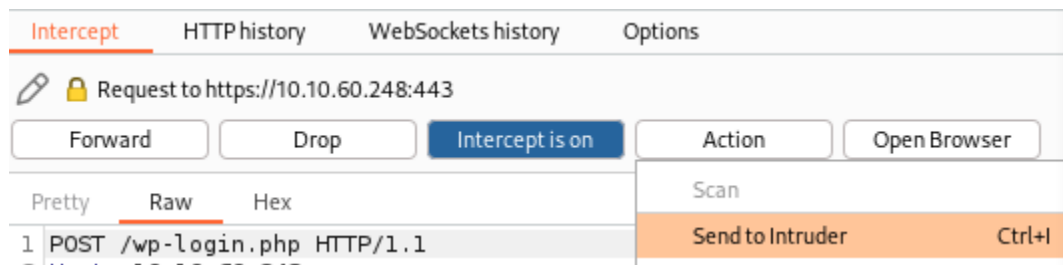 Intercept HTTP history WebSockets history Options
Request to https://10.10.60.248:443
Forward Drop Intercept is on Action Open Browser
Pretty Raw Hex
Scan
1 POST /wp-login.php HTTP/1.1
Send to Intruder Ctrl+I